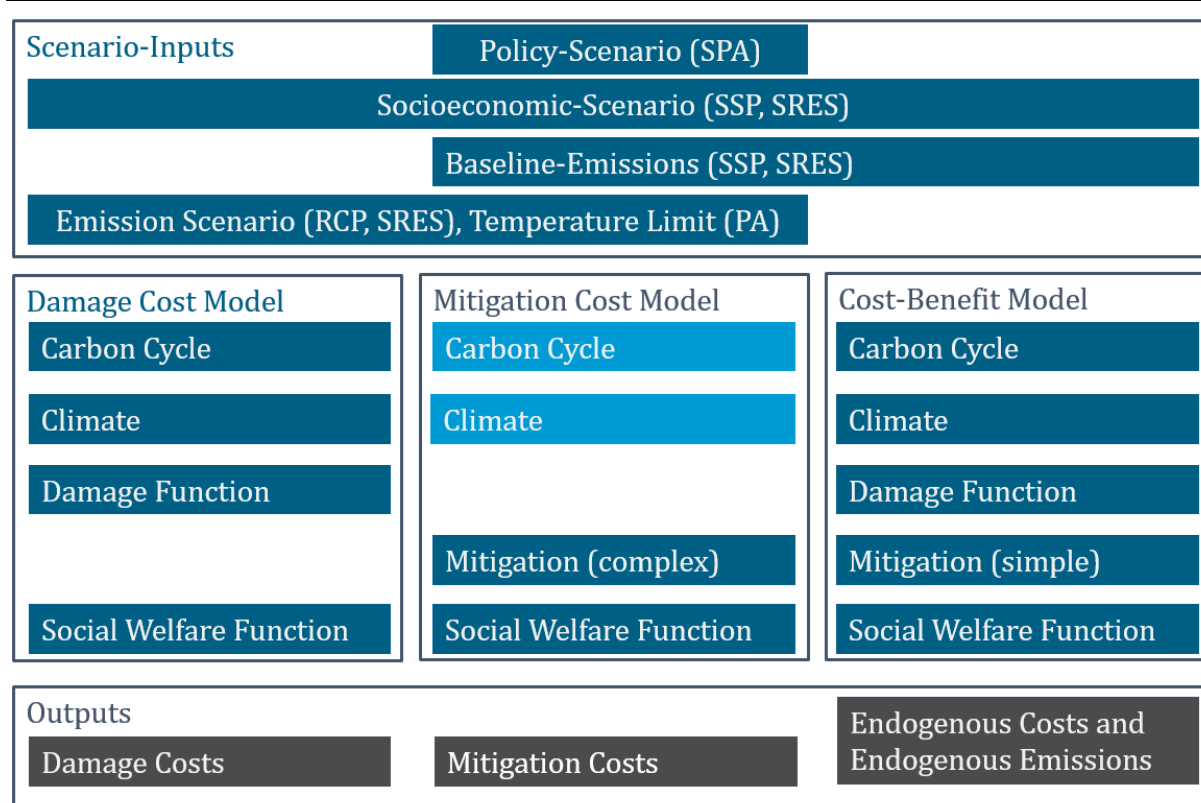 Scenario-Inputs
Policy-Scenario (SPA)
Socioeconomic-Scenario (SSP, SRES)
Baseline-Emissions (SSP, SRES)
Emission Scenario (RCP, SRES), Temperature Limit (PA)
Damage Cost Model
Carbon Cycle
Climate
Damage Function
Social Welfare Function
Mitigation Cost Model
Carbon Cycle
Climate
Mitigation (complex)
Social Welfare Function
Cost-Benefit Model
Carbon Cycle
Climate
Damage Function
Mitigation (simple)
Social Welfare Function
Outputs
Damage Costs
Mitigation Costs
Endogenous Costs and
Endogenous Emissions